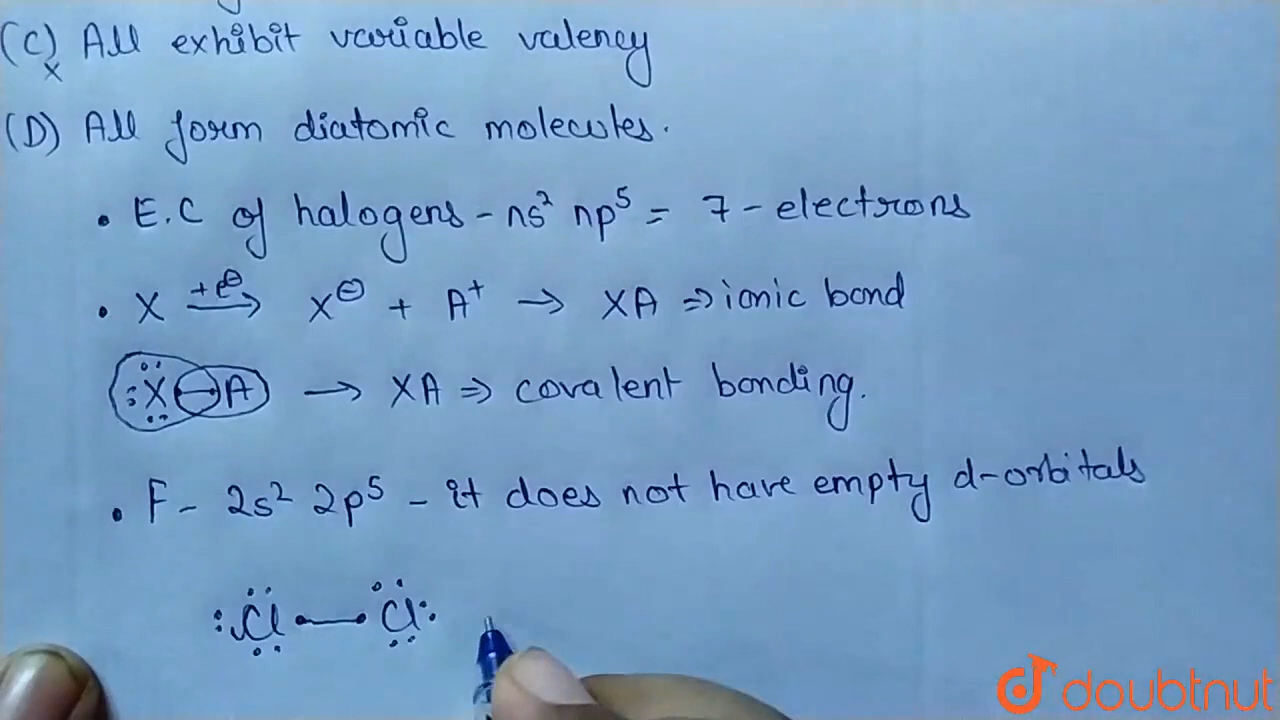 (C) All exhibit variable valency
x
(D) All form diatomic molecules.
• E.C of halogens - ns² np⁵ = 7 - electrons
• X +e⊖→ X⊖ + A⁺ → XA ⇒ ionic bond
:X — A → XA ⇒ covalent bonding.
• F - 2s² 2p⁵ - it does not have empty d-orbitals
:Cl — Cl:
doubtnut